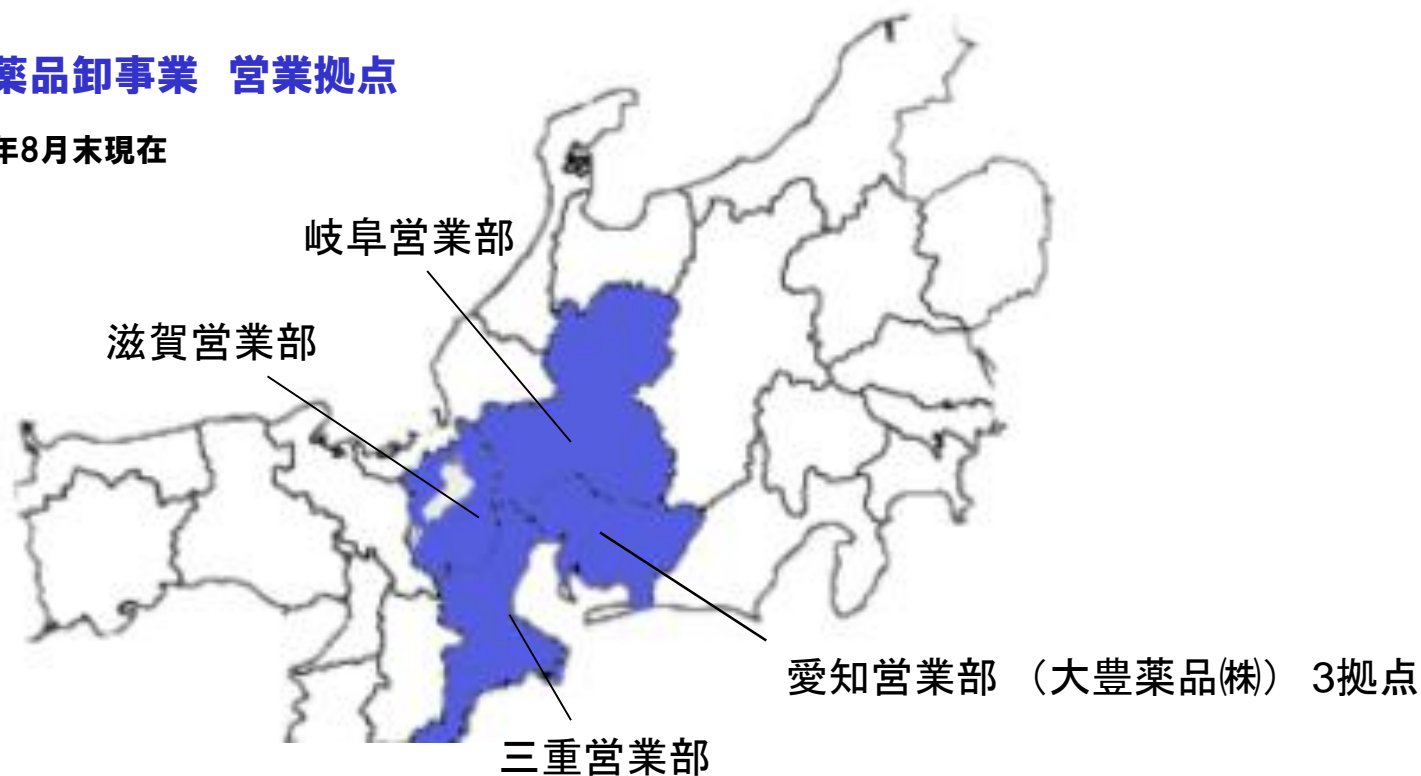 薬品卸事業 営業拠点
年8月末現在
岐阜営業部
滋賀営業部
愛知営業部 （大豊薬品㈱） 3拠点
三重営業部